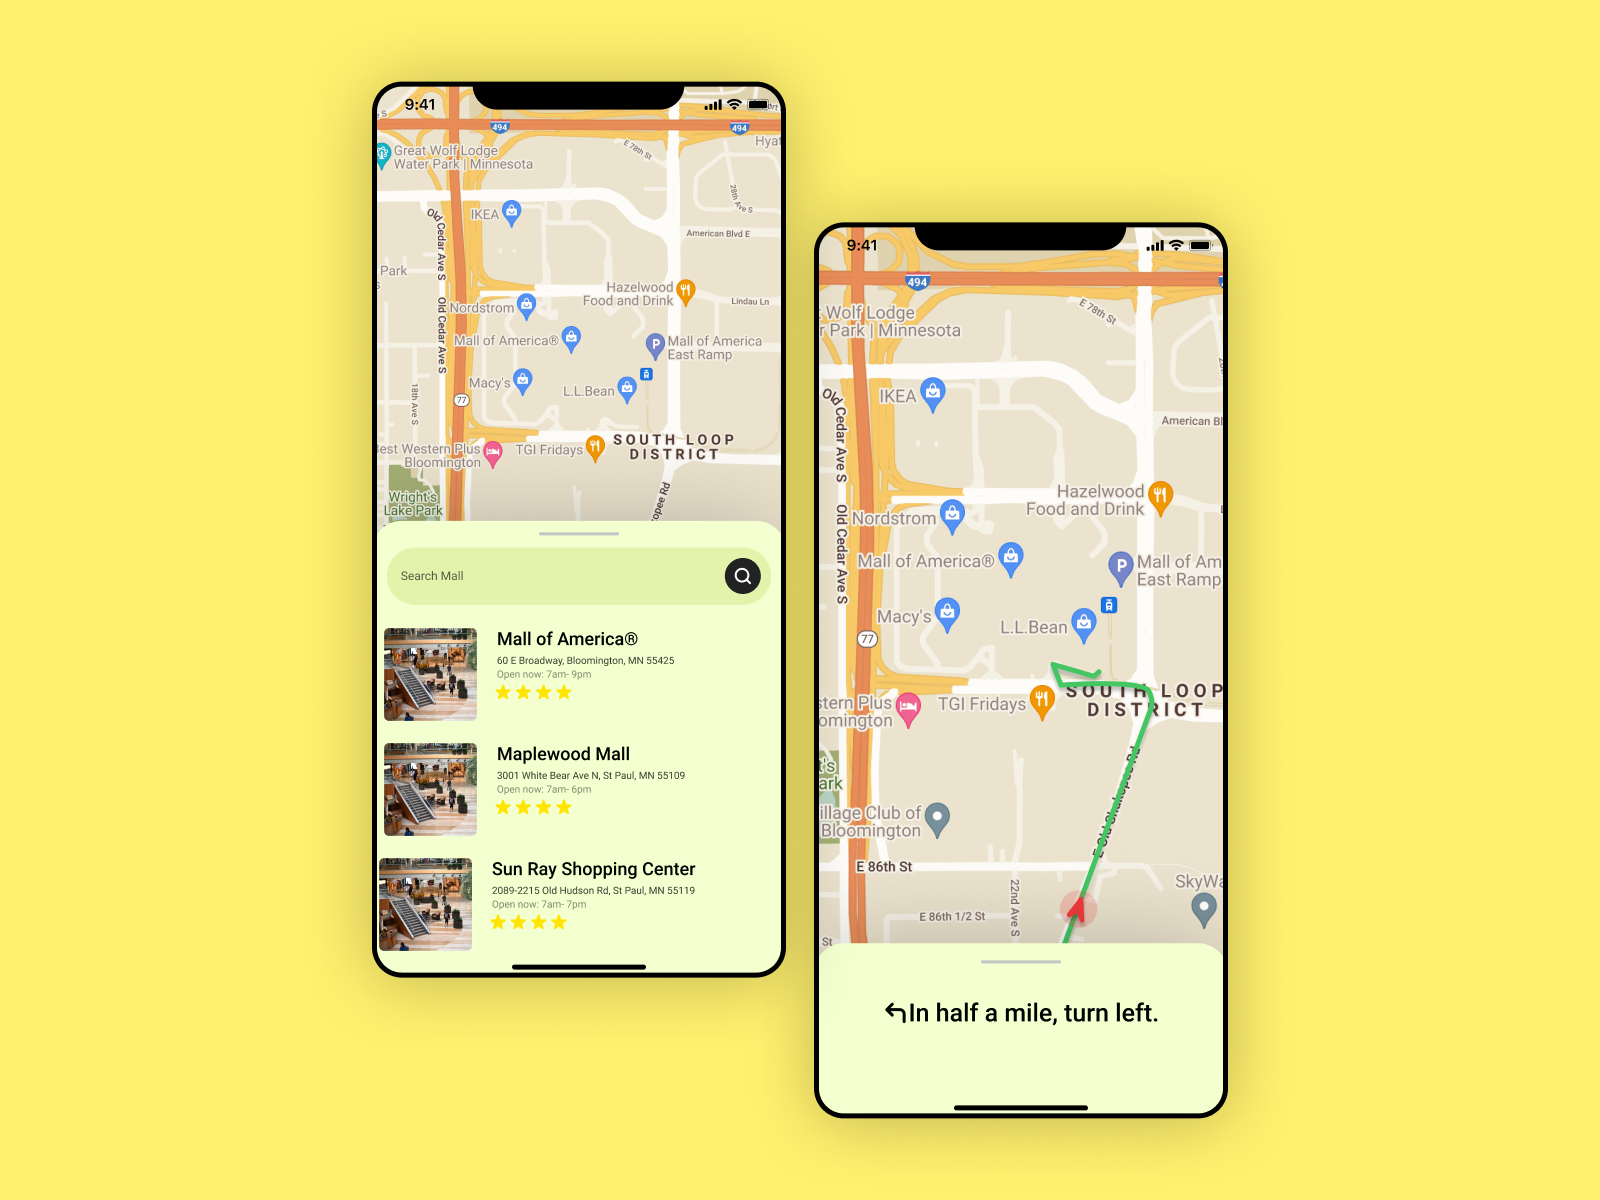 9:41
494
494
Great Wolf Lodge
Water Park | Minnesota
Hyat
E 78th St
28th Ave S
IKEA
Old Cedar Ave S
American Blvd E
Park
Hazelwood
Food and Drink
Lindau Ln
Nordstrom
Old Cedar Ave S
Mall of America®
P
Mall of America
East Ramp
Macy's
L.L.Bean
18th Ave S
77
SOUTH LOOP
DISTRICT
est Western Plus
Bloomington
TGI Fridays
Wright's
Lake Park
opee Rd
Search Mall
Mall of America®
60 E Broadway, Bloomington, MN 55425
Open now: 7am- 9pm
Maplewood Mall
3001 White Bear Ave N, St Paul, MN 55109
Open now: 7am- 6pm
Sun Ray Shopping Center
2089-2215 Old Hudson Rd, St Paul, MN 55119
Open now: 7am- 7pm
9:41
494
Wolf Lodge
r Park | Minnesota
E 78th St
IKEA
Old Cedar Ave S
American Bl
Hazelwood
Food and Drink
Nordstrom
Old Cedar Ave S
Mall of America®
P
Mall of Am
East Ramp
Macy's
L.L.Bean
77
SOUTH LOOP
DISTRICT
stern Plus
omington
TGI Fridays
t's
ark
E Old Shakopee Rd
illage Club of
Bloomington
E 86th St
22nd Ave S
SkyWa
E 86th 1/2 St
St
In half a mile, turn left.